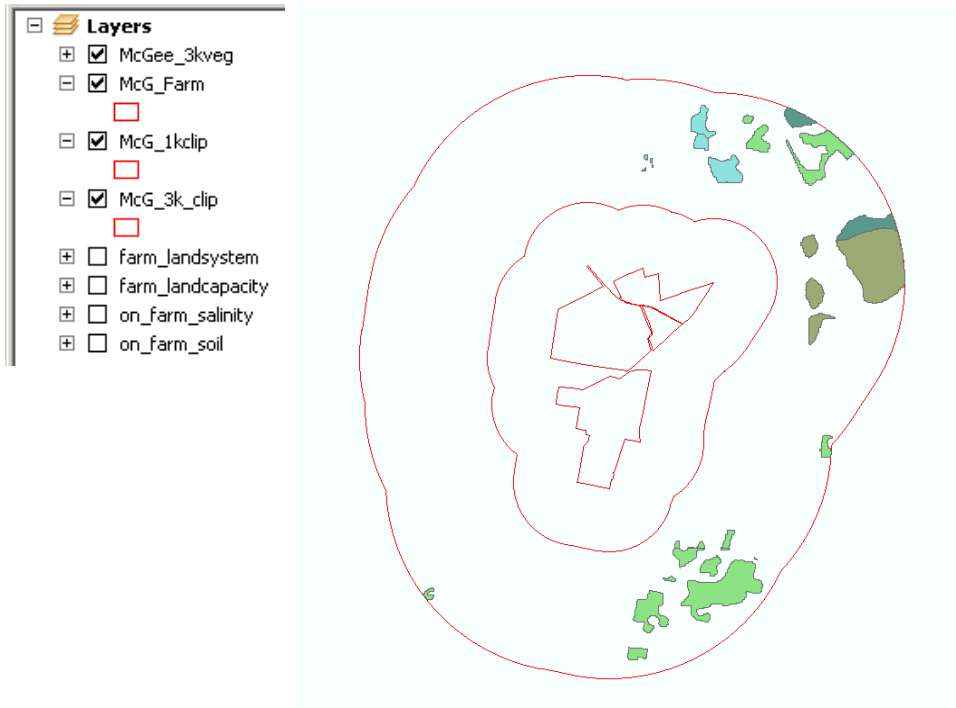 Layers
McGee_3kveg
McG_Farm
McG_1kclip
McG_3k_clip
farm_landsystem
farm_landcapacity
on_farm_salinity
on_farm_soil